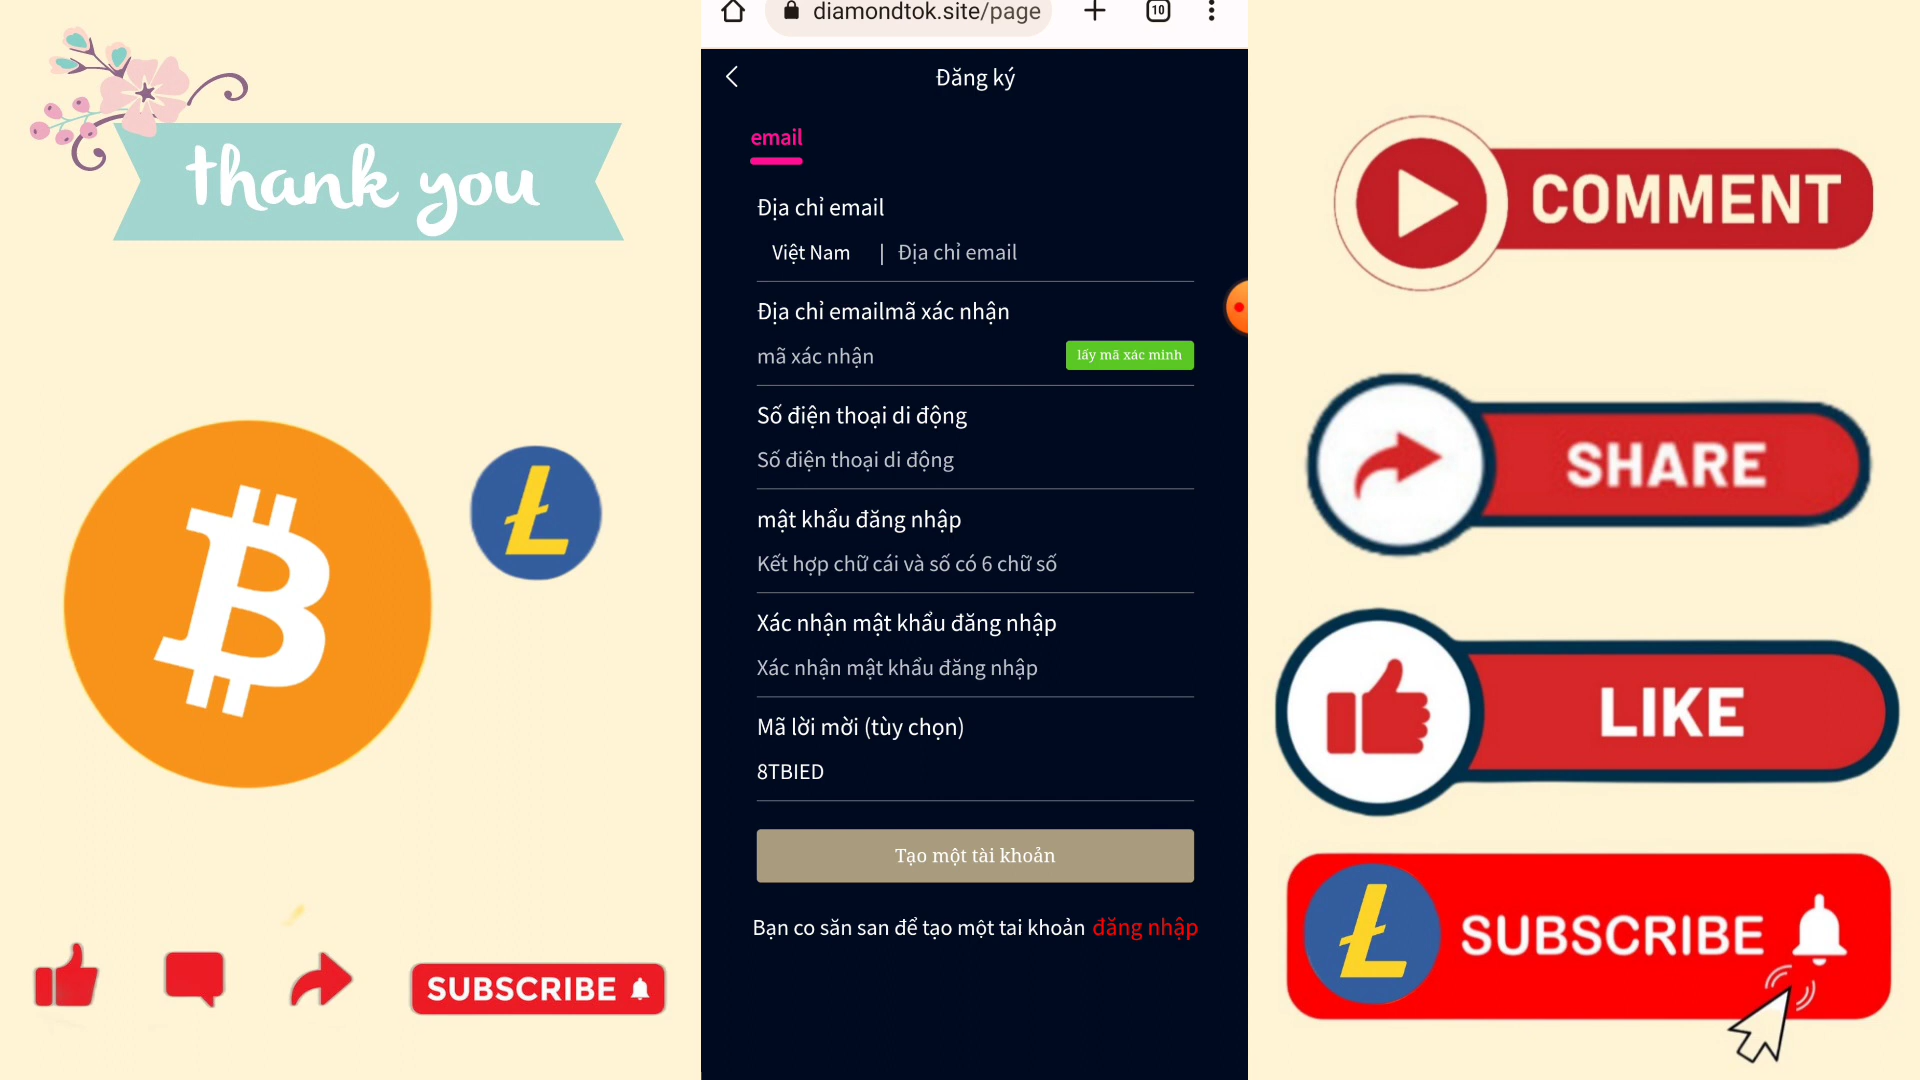 thank you
SUBSCRIBE
diamondtok.site/page
10
Đăng ký
email
Địa chỉ email
Việt Nam | Địa chỉ email
Địa chỉ emailmã xác nhận
mã xác nhận
lấy mã xác minh
Số điện thoại di động
Số điện thoại di động
mật khẩu đăng nhập
Kết hợp chữ cái và số có 6 chữ số
Xác nhận mật khẩu đăng nhập
Xác nhận mật khẩu đăng nhập
Mã lời mời (tùy chọn)
8TBIED
Tạo một tài khoản
Bạn co săn san để tạo một tai khoản đăng nhập
COMMENT
SHARE
LIKE
SUBSCRIBE